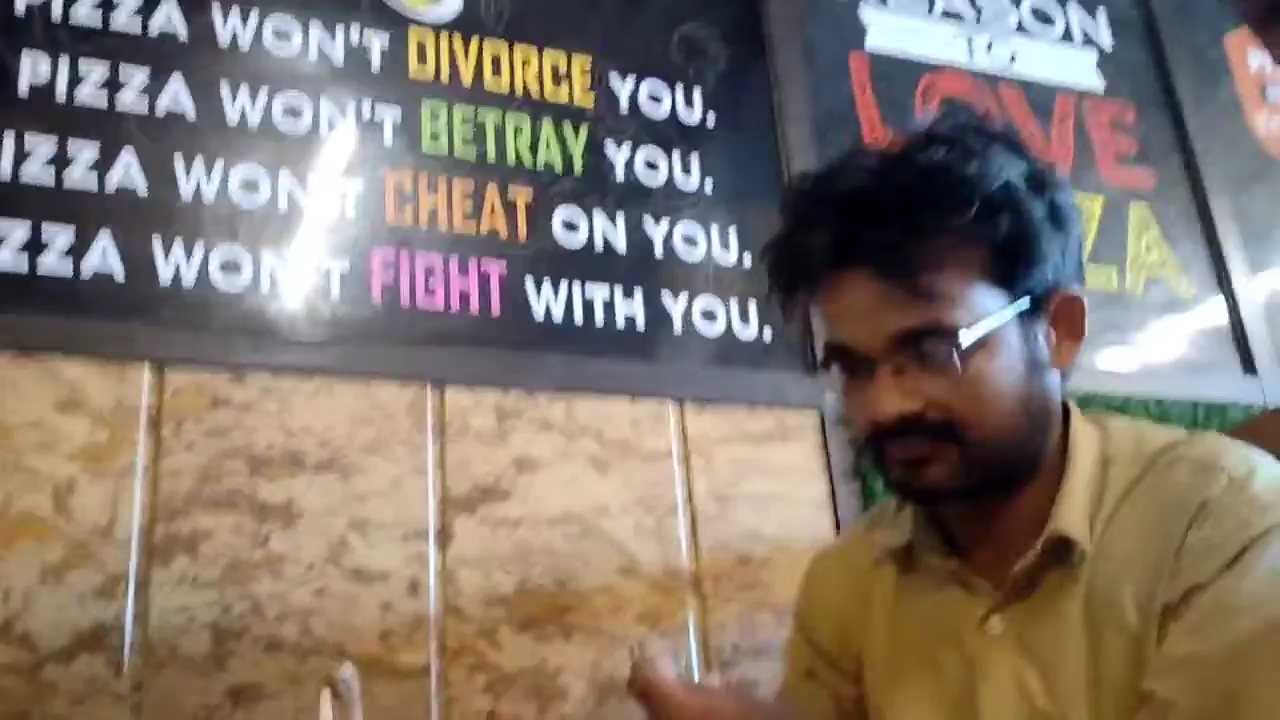 PIZZA WON'T DIVORCE YOU.
PIZZA WON'T BETRAY YOU.
IZZA WON'T CHEAT ON YOU.
ZZA WON'T FIGHT WITH YOU.
LOVE
ZA